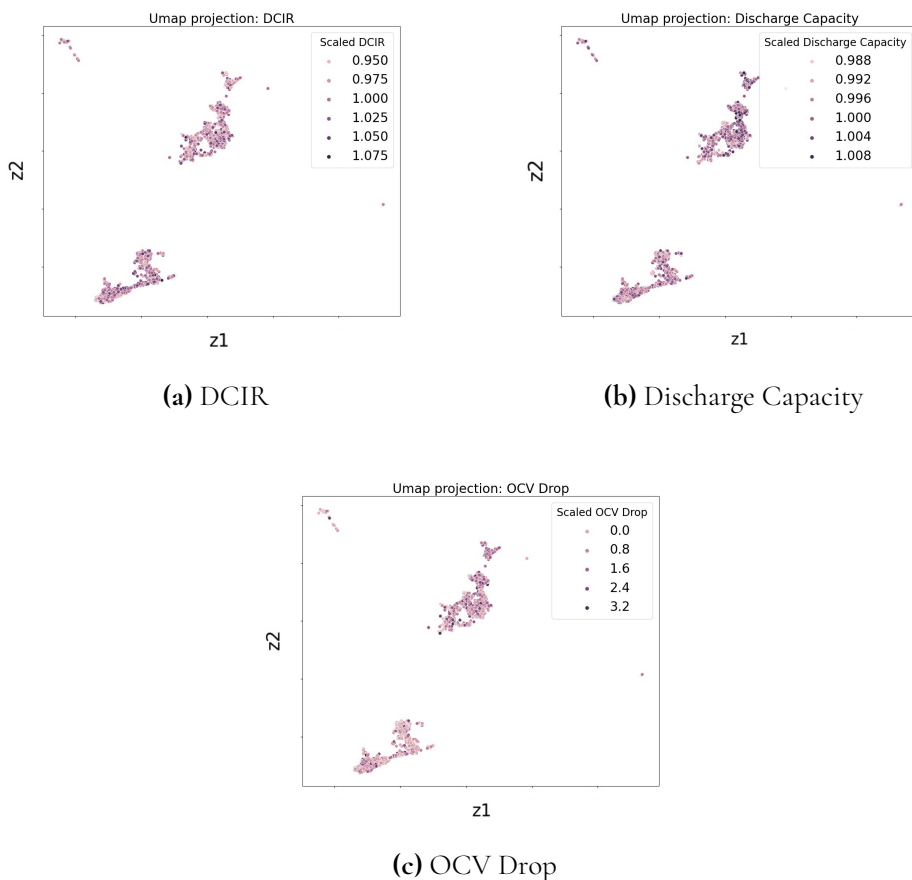 Umap projection: DCIR
Scaled DCIR
0.950
0.975
1.000
1.025
1.050
1.075
z2
z1
(a) DCIR
Umap projection: Discharge Capacity
Scaled Discharge Capacity
0.988
0.992
0.996
1.000
1.004
1.008
z2
z1
(b) Discharge Capacity
Umap projection: OCV Drop
Scaled OCV Drop
0.0
0.8
1.6
2.4
3.2
z2
z1
(c) OCV Drop